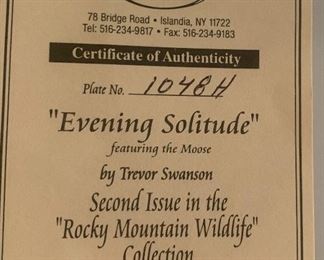 78 Bridge Road • Islandia, NY 11722
Tel: 516-234-9817 • Fax: 516-234-9183
Certificate of Authenticity
Plate No. 1048H
"Evening Solitude"
featuring the Moose
by Trevor Swanson
Second Issue in the
"Rocky Mountain Wildlife"
Collection